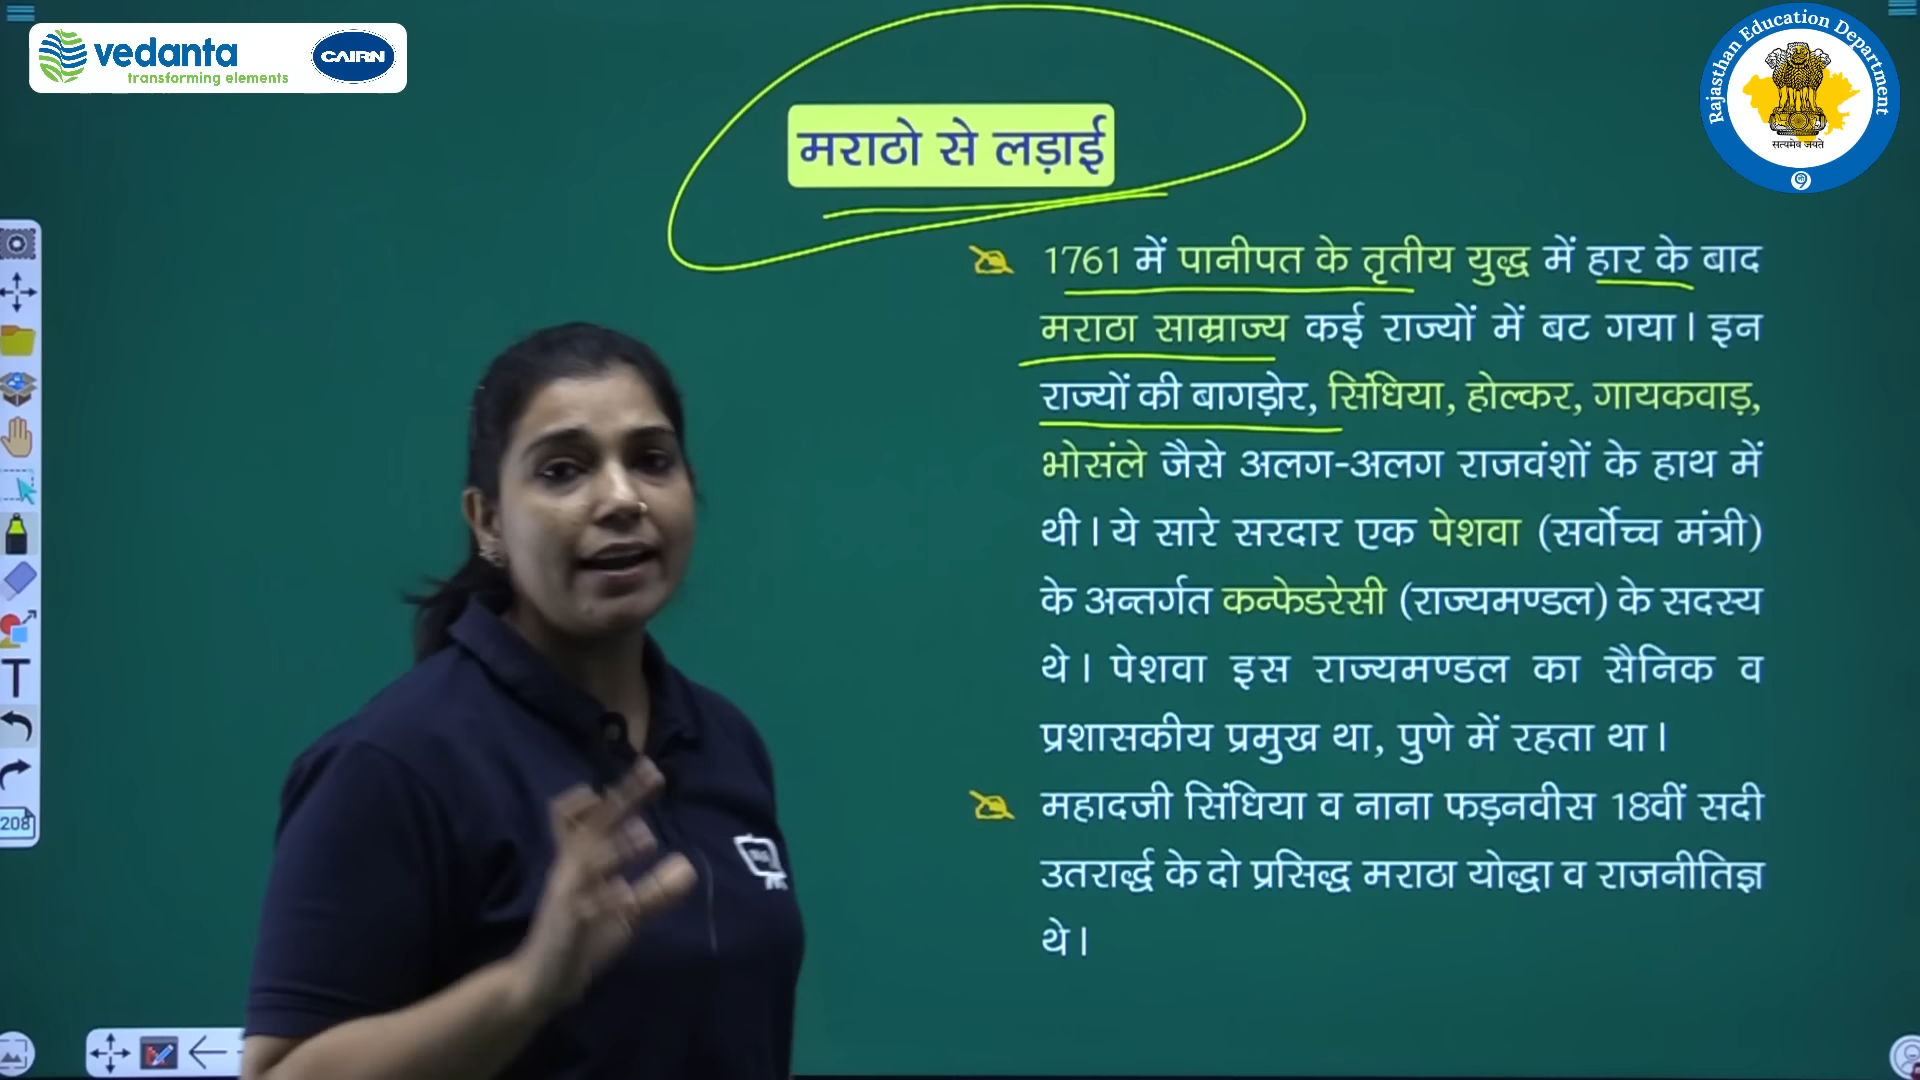 vedanta
transforming elements
CAIRN
Rajasthan Education Department
सत्यमेव जयते
मराठो से लड़ाई
1761 में पानीपत के तृतीय युद्ध में हार के बाद
मराठा साम्राज्य कई राज्यों में बट गया। इन
राज्यों की बागड़ोर, सिंधिया, होल्कर, गायकवाड़,
भोसंले जैसे अलग-अलग राजवंशों के हाथ में
थी। ये सारे सरदार एक पेशवा (सर्वोच्च मंत्री)
के अन्तर्गत कन्फेडरेसी (राज्यमण्डल) के सदस्य
थे। पेशवा इस राज्यमण्डल का सैनिक व
प्रशासकीय प्रमुख था, पुणे में रहता था।
महादजी सिंधिया व नाना फड़नवीस 18वीं सदी
उतरार्द्ध के दो प्रसिद्ध मराठा योद्धा व राजनीतिज्ञ
थे।
T
208